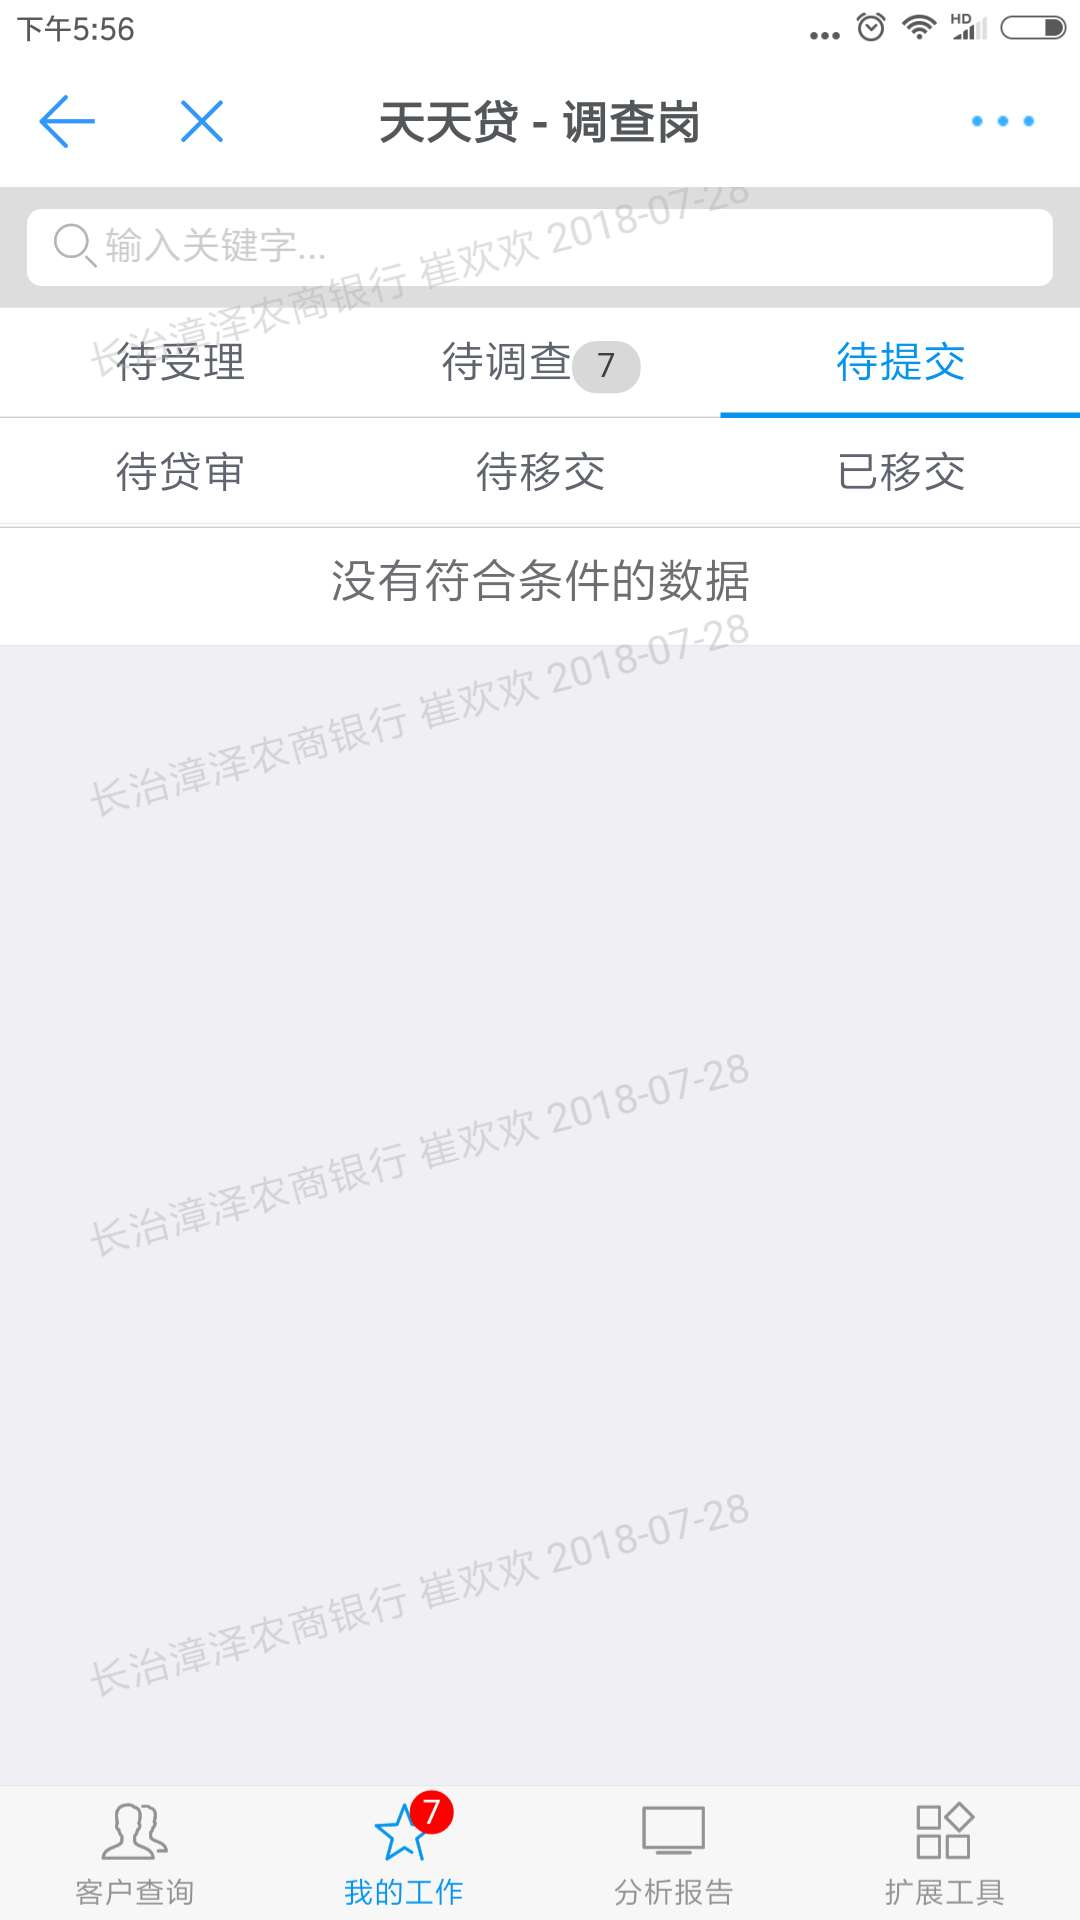 下午5:56
HD
天天贷 - 调查岗
输入关键字...
长治漳泽农商银行 崔欢欢 2018-07-28
待受理
待调查 7
待提交
待贷审
待移交
已移交
没有符合条件的数据
长治漳泽农商银行 崔欢欢 2018-07-28
长治漳泽农商银行 崔欢欢 2018-07-28
长治漳泽农商银行 崔欢欢 2018-07-28
7
客户查询
我的工作
分析报告
扩展工具